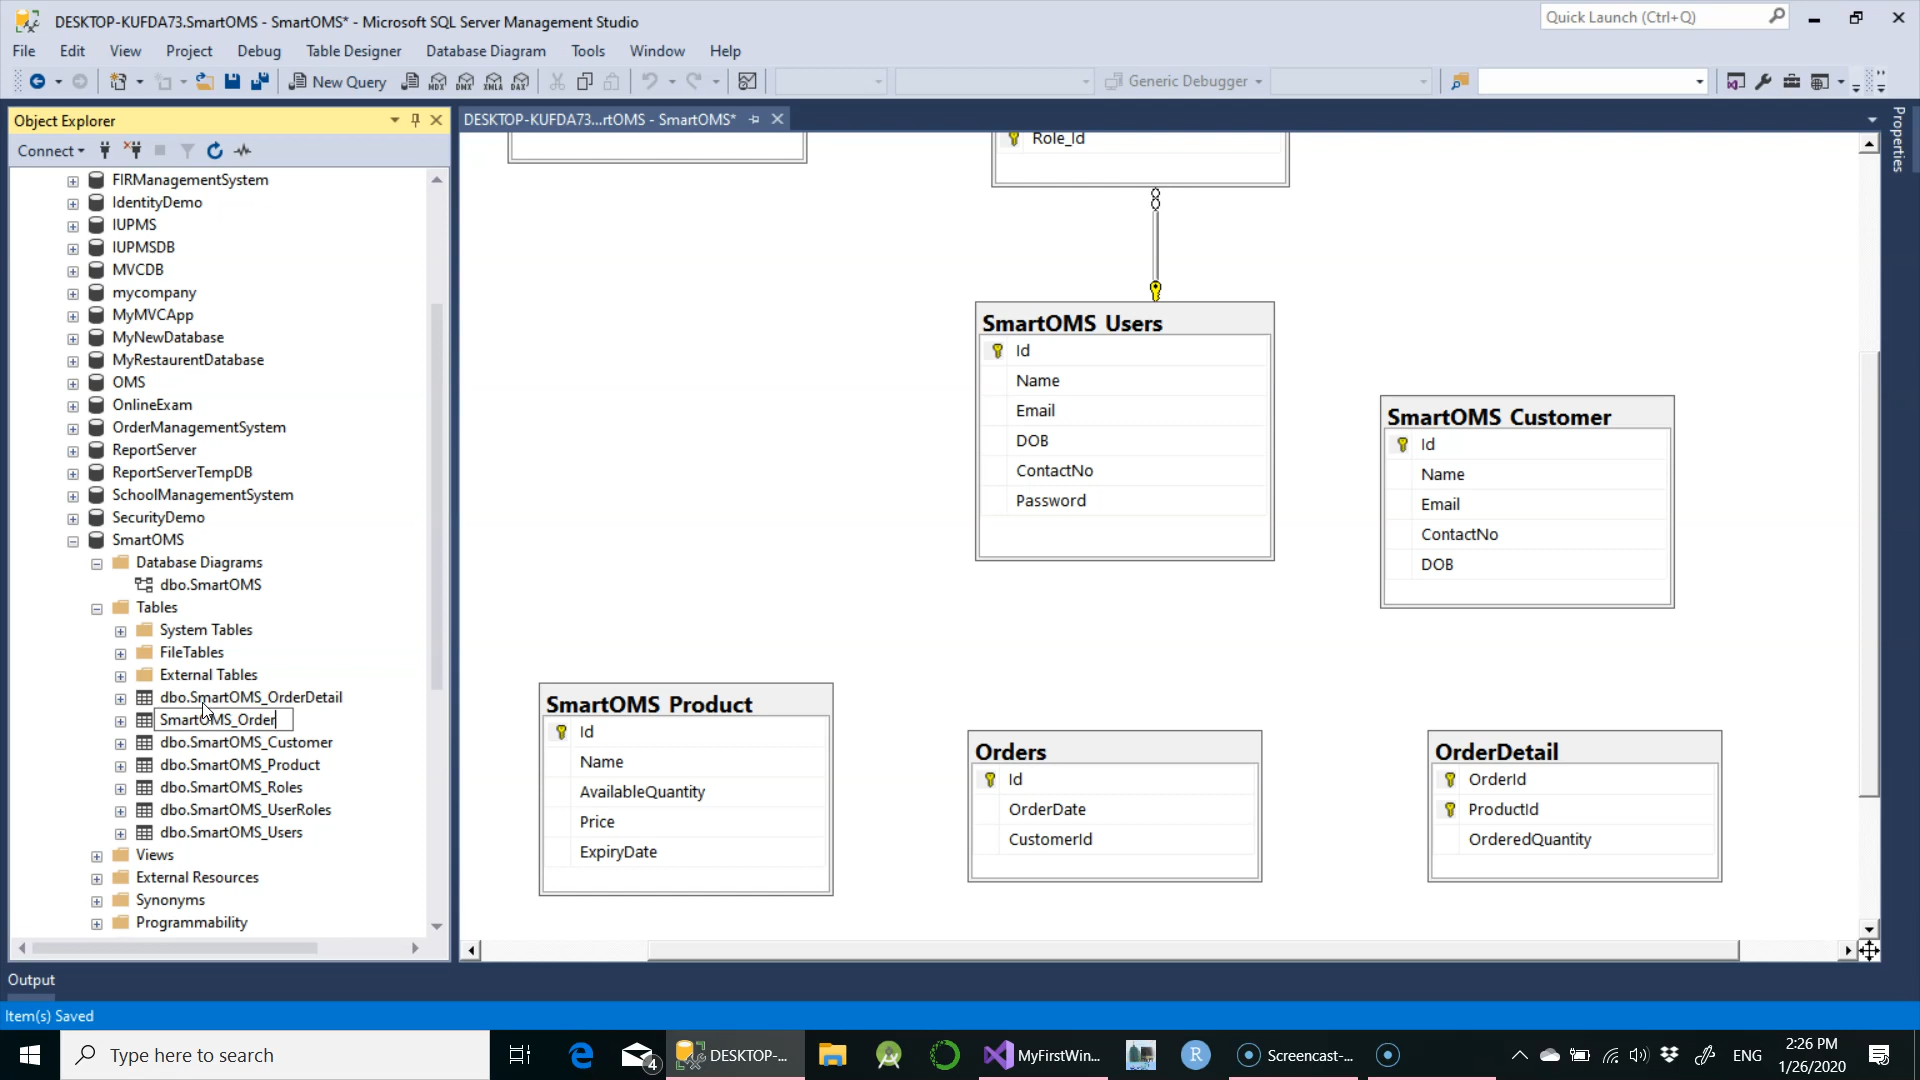 DESKTOP-KUFDA73.SmartOMS - SmartOMS* - Microsoft SQL Server Management Studio
Quick Launch (Ctrl+Q)
File Edit View Project Debug Table Designer Database Diagram Tools Window Help
New Query
MDX DMX XMLA DAX
Generic Debugger
Object Explorer
DESKTOP-KUFDA73...rtOMS - SmartOMS*
Properties
Connect
FIRManagementSystem
IdentityDemo
IUPMS
IUPMSDB
MVCDB
mycompany
MyMVCApp
MyNewDatabase
MyRestaurentDatabase
OMS
OnlineExam
OrderManagementSystem
ReportServer
ReportServerTempDB
SchoolManagementSystem
SecurityDemo
SmartOMS
Database Diagrams
dbo.SmartOMS
Tables
System Tables
FileTables
External Tables
dbo.SmartOMS_OrderDetail
SmartOMS_Order
dbo.SmartOMS_Customer
dbo.SmartOMS_Product
dbo.SmartOMS_Roles
dbo.SmartOMS_UserRoles
dbo.SmartOMS_Users
Views
External Resources
Synonyms
Programmability
Role_Id
SmartOMS_Users
Id
Name
Email
DOB
ContactNo
Password
SmartOMS_Customer
Id
Name
Email
ContactNo
DOB
SmartOMS_Product
Id
Name
AvailableQuantity
Price
ExpiryDate
Orders
Id
OrderDate
CustomerId
OrderDetail
OrderId
ProductId
OrderedQuantity
Output
Item(s) Saved
Type here to search
4
DESKTOP-...
MyFirstWin...
R
Screencast-...
ENG
2:26 PM
1/26/2020